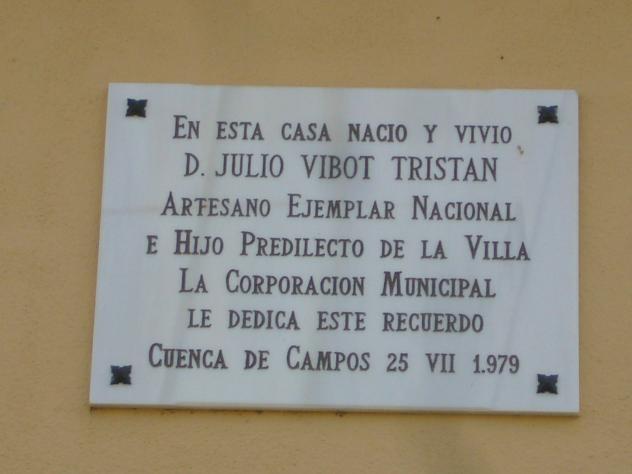 EN ESTA CASA NACIO Y VIVIO
D. JULIO VIBOT TRISTAN
ARTESANO EJEMPLAR NACIONAL
E HIJO PREDILECTO DE LA VILLA
LA CORPORACION MUNICIPAL
LE DEDICA ESTE RECUERDO
CUENCA DE CAMPOS 25 VII 1.979